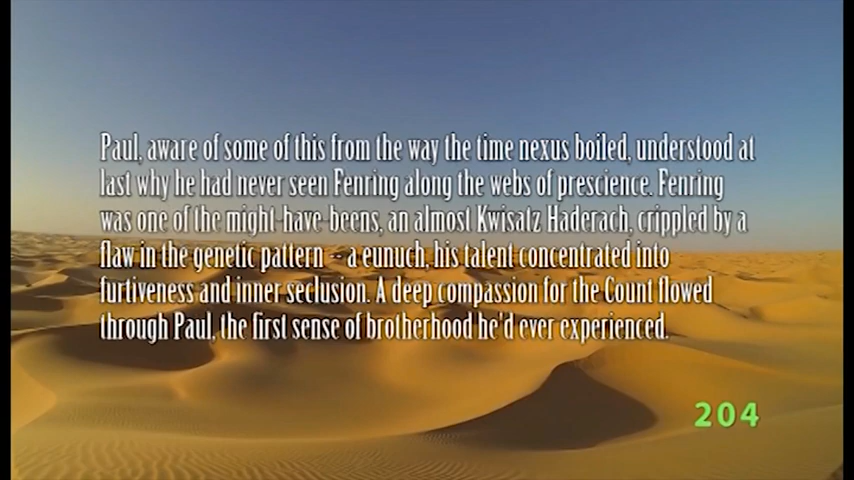 Paul, aware of some of this from the way the time nexus boiled, understood at
last why he had never seen Fenring along the webs of prescience. Fenring
was one of the might-have-beens, an almost Kwisatz Haderach, crippled by a
flaw in the genetic pattern -- a eunuch, his talent concentrated into
furtiveness and inner seclusion. A deep compassion for the Count flowed
through Paul, the first sense of brotherhood he'd ever experienced.
204